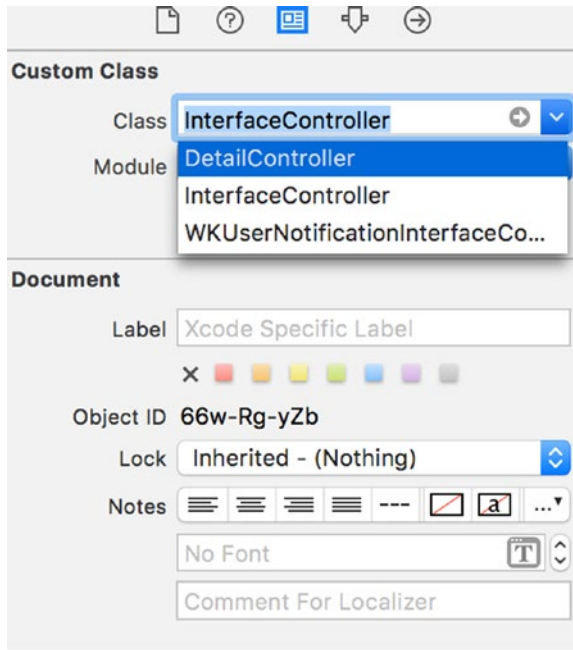 Custom Class
Class InterfaceController
Module DetailController
InterfaceController
WKUserNotificationInterfaceCo...
Document
Label Xcode Specific Label
Object ID 66w-Rg-yZb
Lock Inherited - (Nothing)
Notes --- a ...
No Font T
Comment For Localizer